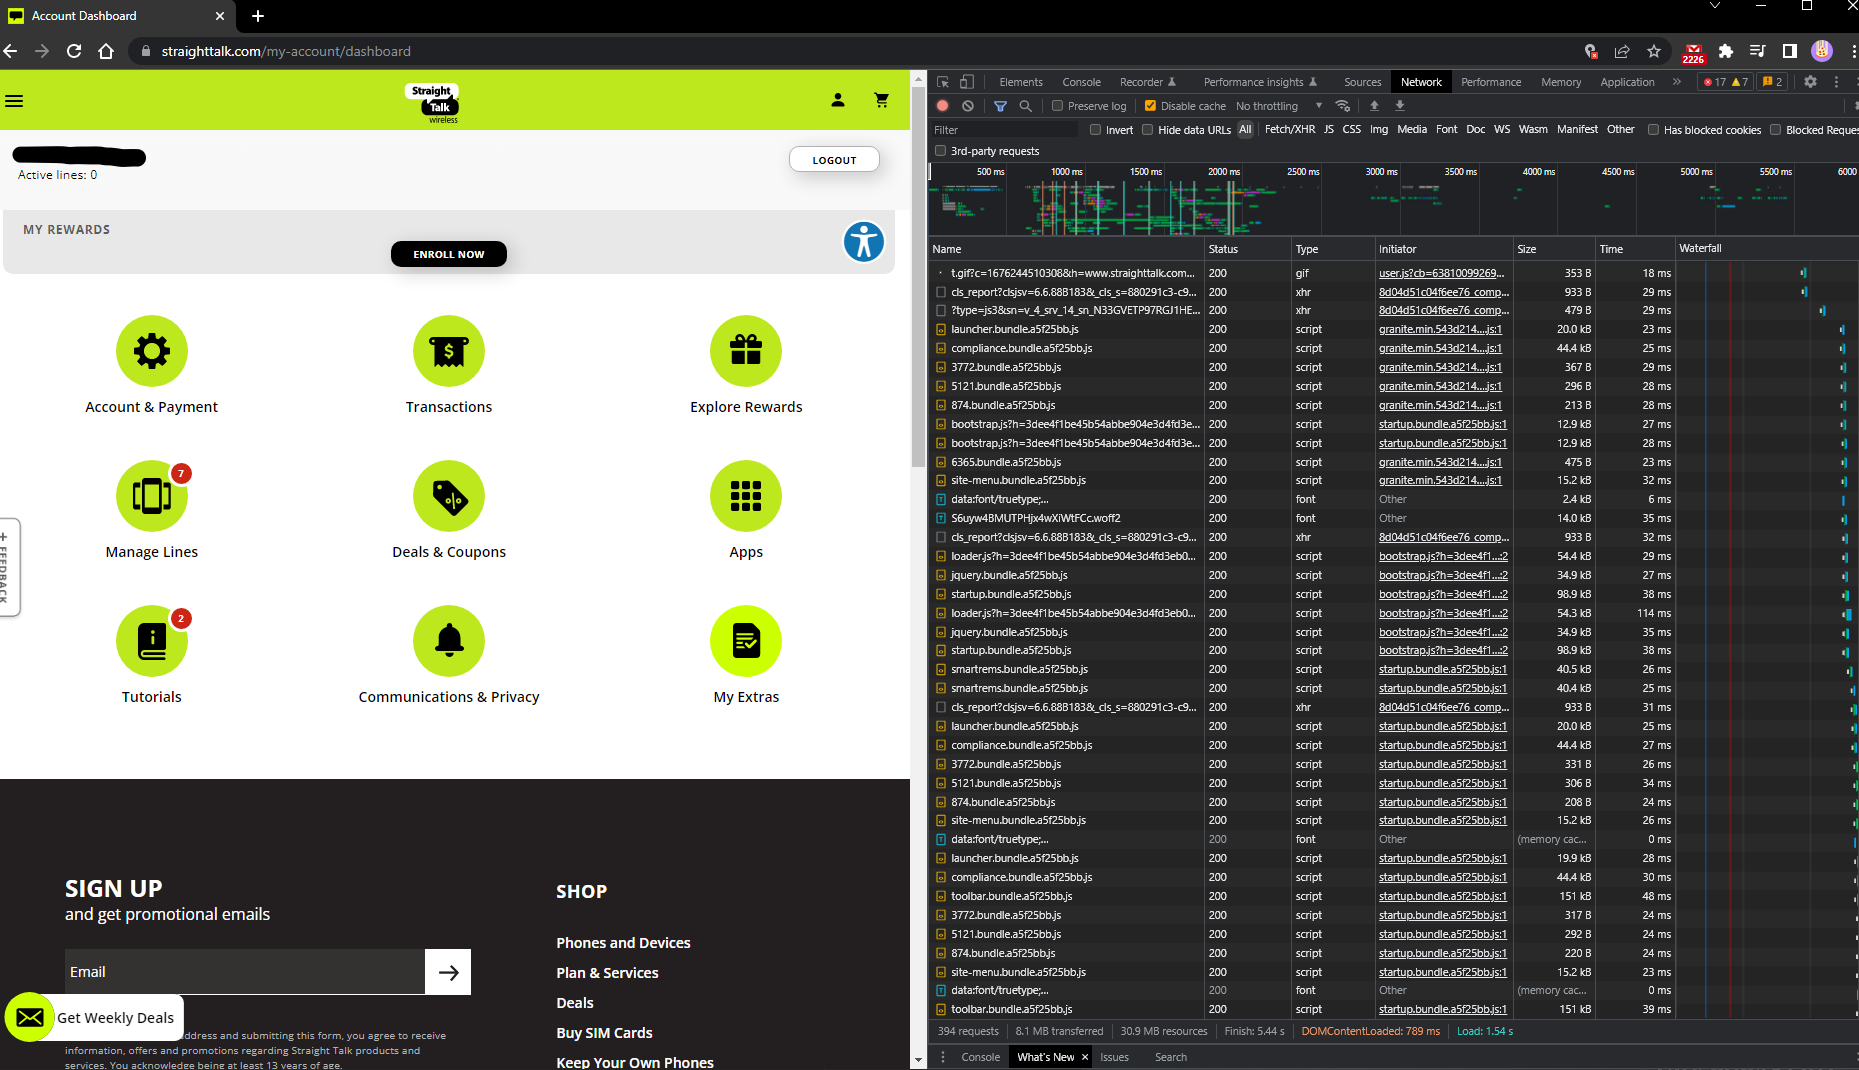 Account Dashboard
straighttalk.com/my-account/dashboard
2226
Straight
Talk
wireless
Active lines: 0
LOGOUT
MY REWARDS
ENROLL NOW
Account & Payment
Transactions
Explore Rewards
7
Manage Lines
Deals & Coupons
Apps
+ FEEDBACK
2
Tutorials
Communications & Privacy
My Extras
SIGN UP
and get promotional emails
Email
Get Weekly Deals
address and submitting this form, you agree to receive
information, offers and promotions regarding Straight Talk products and
services. You acknowledge being at least 13 years of age.
SHOP
Phones and Devices
Plan & Services
Deals
Buy SIM Cards
Keep Your Own Phones
Elements Console Recorder Performance insights Sources Network Performance Memory Application » 17 7 2
Preserve log Disable cache No throttling
Filter Invert Hide data URLs All Fetch/XHR JS CSS Img Media Font Doc WS Wasm Manifest Other Has blocked cookies Blocked Reque
3rd-party requests
500 ms 1000 ms 1500 ms 2000 ms 2500 ms 3000 ms 3500 ms 4000 ms 4500 ms 5000 ms 5500 ms 6000
Name Status Type Initiator Size Time Waterfall
t.gif?c=1676244510308&h=www.straighttalk.com... 200 gif user.js?cb=63810099269... 353 B 18 ms
cls_report?clsjsv=6.6.88B183&_cls_s=880291c3-c9... 200 xhr 8d04d51c04f6ee76_comp... 933 B 29 ms
?type=js3&sn=v_4_srv_14_sn_N33GVETP97RGJ1HE... 200 xhr 8d04d51c04f6ee76_comp... 479 B 29 ms
launcher.bundle.a5f25bb.js 200 script granite.min.543d214....js:1 20.0 kB 23 ms
compliance.bundle.a5f25bb.js 200 script granite.min.543d214....js:1 44.4 kB 25 ms
3772.bundle.a5f25bb.js 200 script granite.min.543d214....js:1 367 B 29 ms
5121.bundle.a5f25bb.js 200 script granite.min.543d214....js:1 296 B 28 ms
874.bundle.a5f25bb.js 200 script granite.min.543d214....js:1 213 B 28 ms
bootstrap.js?h=3dee4f1be45b54abbe904e3d4fd3e... 200 script startup.bundle.a5f25bb.js:1 12.9 kB 27 ms
bootstrap.js?h=3dee4f1be45b54abbe904e3d4fd3e... 200 script startup.bundle.a5f25bb.js:1 12.9 kB 28 ms
6365.bundle.a5f25bb.js 200 script granite.min.543d214....js:1 475 B 23 ms
site-menu.bundle.a5f25bb.js 200 script granite.min.543d214....js:1 15.2 kB 32 ms
data:font/truetype;... 200 font Other 2.4 kB 6 ms
S6uyw4BMUTPHjx4wXiWtFCc.woff2 200 font Other 14.0 kB 35 ms
cls_report?clsjsv=6.6.88B183&_cls_s=880291c3-c9... 200 xhr 8d04d51c04f6ee76_comp... 933 B 32 ms
loader.js?h=3dee4f1be45b54abbe904e3d4fd3eb0... 200 script bootstrap.js?h=3dee4f1...:2 54.4 kB 29 ms
jquery.bundle.a5f25bb.js 200 script bootstrap.js?h=3dee4f1...:2 34.9 kB 27 ms
startup.bundle.a5f25bb.js 200 script bootstrap.js?h=3dee4f1...:2 98.9 kB 38 ms
loader.js?h=3dee4f1be45b54abbe904e3d4fd3eb0... 200 script bootstrap.js?h=3dee4f1...:2 54.3 kB 114 ms
jquery.bundle.a5f25bb.js 200 script bootstrap.js?h=3dee4f1...:2 34.9 kB 35 ms
startup.bundle.a5f25bb.js 200 script bootstrap.js?h=3dee4f1...:2 98.9 kB 38 ms
smartrems.bundle.a5f25bb.js 200 script startup.bundle.a5f25bb.js:1 40.5 kB 26 ms
smartrems.bundle.a5f25bb.js 200 script startup.bundle.a5f25bb.js:1 40.4 kB 25 ms
cls_report?clsjsv=6.6.88B183&_cls_s=880291c3-c9... 200 xhr 8d04d51c04f6ee76_comp... 933 B 31 ms
launcher.bundle.a5f25bb.js 200 script startup.bundle.a5f25bb.js:1 20.0 kB 25 ms
compliance.bundle.a5f25bb.js 200 script startup.bundle.a5f25bb.js:1 44.4 kB 27 ms
3772.bundle.a5f25bb.js 200 script startup.bundle.a5f25bb.js:1 331 B 26 ms
5121.bundle.a5f25bb.js 200 script startup.bundle.a5f25bb.js:1 306 B 34 ms
874.bundle.a5f25bb.js 200 script startup.bundle.a5f25bb.js:1 208 B 24 ms
site-menu.bundle.a5f25bb.js 200 script startup.bundle.a5f25bb.js:1 15.2 kB 26 ms
data:font/truetype;... 200 font Other (memory cac... 0 ms
launcher.bundle.a5f25bb.js 200 script startup.bundle.a5f25bb.js:1 19.9 kB 28 ms
compliance.bundle.a5f25bb.js 200 script startup.bundle.a5f25bb.js:1 44.4 kB 30 ms
toolbar.bundle.a5f25bb.js 200 script startup.bundle.a5f25bb.js:1 151 kB 48 ms
3772.bundle.a5f25bb.js 200 script startup.bundle.a5f25bb.js:1 317 B 24 ms
5121.bundle.a5f25bb.js 200 script startup.bundle.a5f25bb.js:1 292 B 24 ms
874.bundle.a5f25bb.js 200 script startup.bundle.a5f25bb.js:1 220 B 24 ms
site-menu.bundle.a5f25bb.js 200 script startup.bundle.a5f25bb.js:1 15.2 kB 23 ms
data:font/truetype;... 200 font Other (memory cac... 0 ms
toolbar.bundle.a5f25bb.js 200 script startup.bundle.a5f25bb.js:1 151 kB 39 ms
394 requests 8.1 MB transferred 30.9 MB resources Finish: 5.44 s DOMContentLoaded: 789 ms Load: 1.54 s
Console What's New Issues Search